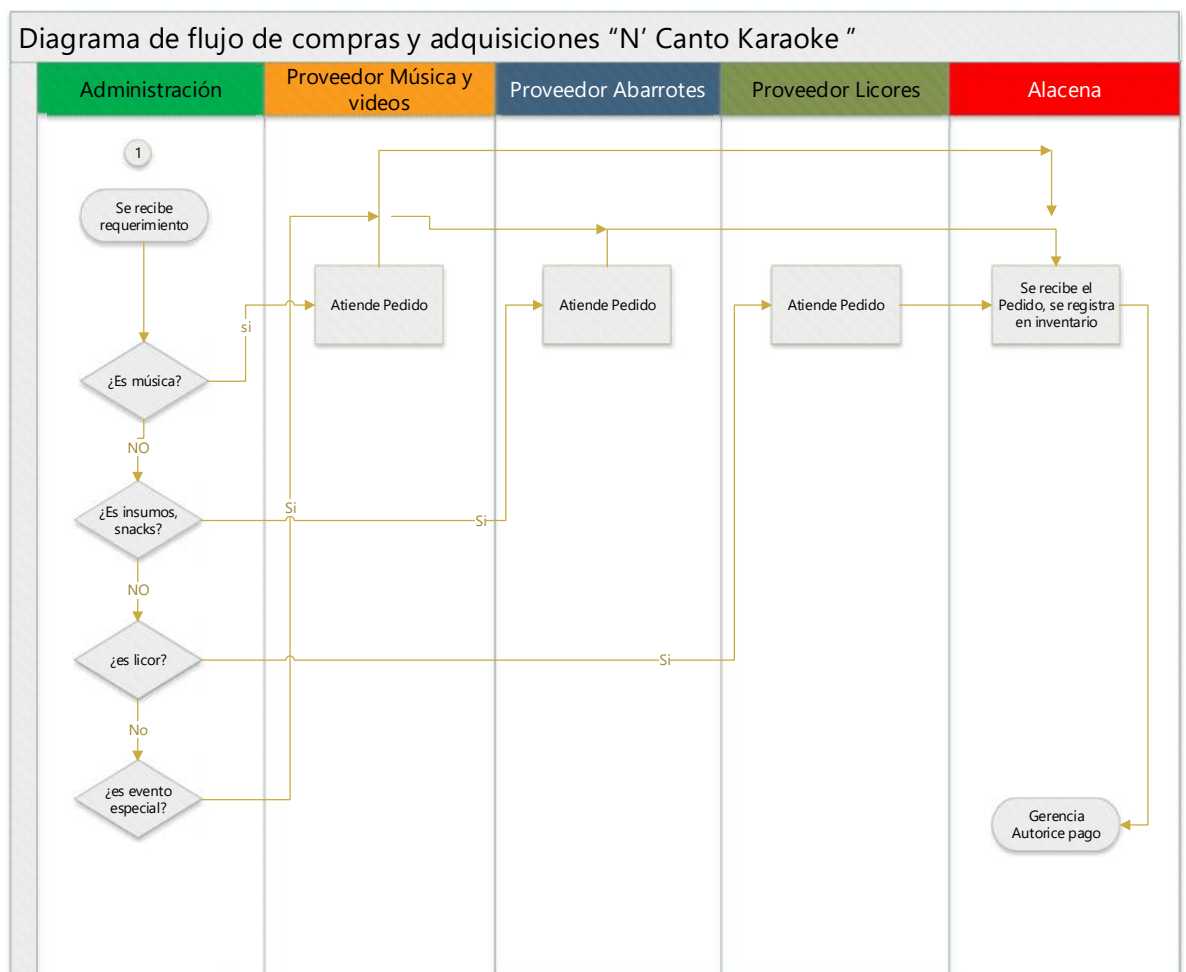 Diagrama de flujo de compras y adquisiciones “N’ Canto Karaoke ”
Administración
Proveedor Música y
videos
Proveedor Abarrotes
Proveedor Licores
Alacena
1
Se recibe
requerimiento
Atiende Pedido
Atiende Pedido
Atiende Pedido
Se recibe el
Pedido, se registra
en inventario
si
¿Es música?
NO
¿Es insumos,
snacks?
Si
Si
NO
¿es licor?
Si
No
¿es evento
especial?
Gerencia
Autorice pago